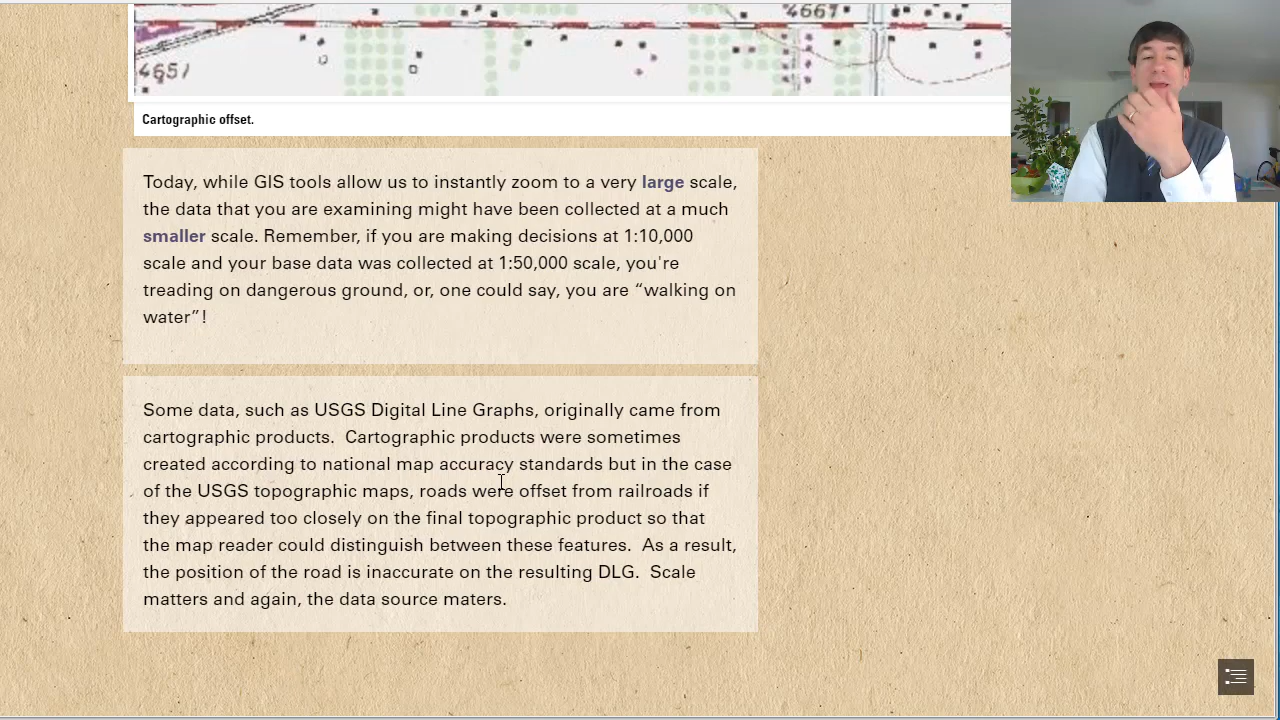 4667
4651
Cartographic offset.
Today, while GIS tools allow us to instantly zoom to a very large scale,
the data that you are examining might have been collected at a much
smaller scale. Remember, if you are making decisions at 1:10,000
scale and your base data was collected at 1:50,000 scale, you're
treading on dangerous ground, or, one could say, you are “walking on
water”!
Some data, such as USGS Digital Line Graphs, originally came from
cartographic products.  Cartographic products were sometimes
created according to national map accuracy standards but in the case
of the USGS topographic maps, roads were offset from railroads if
they appeared too closely on the final topographic product so that
the map reader could distinguish between these features.  As a result,
the position of the road is inaccurate on the resulting DLG.  Scale
matters and again, the data source maters.